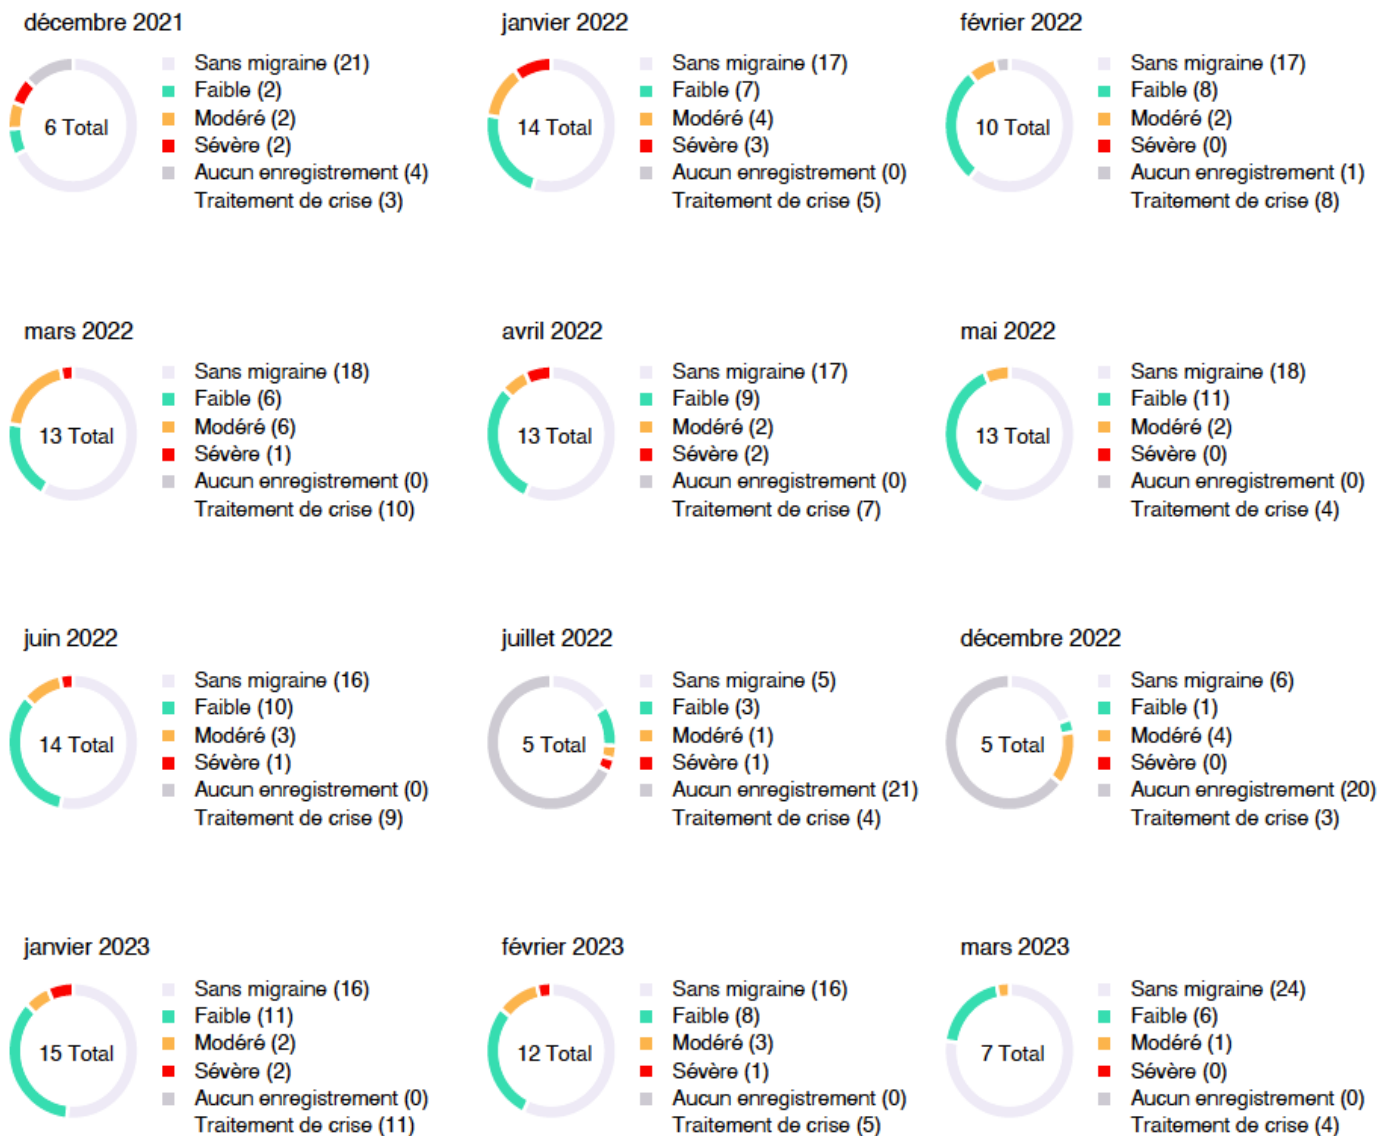 décembre 2021
6 Total
Sans migraine (21)
Faible (2)
Modéré (2)
Sévère (2)
Aucun enregistrement (4)
Traitement de crise (3)
janvier 2022
14 Total
Sans migraine (17)
Faible (7)
Modéré (4)
Sévère (3)
Aucun enregistrement (0)
Traitement de crise (5)
février 2022
10 Total
Sans migraine (17)
Faible (8)
Modéré (2)
Sévère (0)
Aucun enregistrement (1)
Traitement de crise (8)
mars 2022
13 Total
Sans migraine (18)
Faible (6)
Modéré (6)
Sévère (1)
Aucun enregistrement (0)
Traitement de crise (10)
avril 2022
13 Total
Sans migraine (17)
Faible (9)
Modéré (2)
Sévère (2)
Aucun enregistrement (0)
Traitement de crise (7)
mai 2022
13 Total
Sans migraine (18)
Faible (11)
Modéré (2)
Sévère (0)
Aucun enregistrement (0)
Traitement de crise (4)
juin 2022
14 Total
Sans migraine (16)
Faible (10)
Modéré (3)
Sévère (1)
Aucun enregistrement (0)
Traitement de crise (9)
juillet 2022
5 Total
Sans migraine (5)
Faible (3)
Modéré (1)
Sévère (1)
Aucun enregistrement (21)
Traitement de crise (4)
décembre 2022
5 Total
Sans migraine (6)
Faible (1)
Modéré (4)
Sévère (0)
Aucun enregistrement (20)
Traitement de crise (3)
janvier 2023
15 Total
Sans migraine (16)
Faible (11)
Modéré (2)
Sévère (2)
Aucun enregistrement (0)
Traitement de crise (11)
février 2023
12 Total
Sans migraine (16)
Faible (8)
Modéré (3)
Sévère (1)
Aucun enregistrement (0)
Traitement de crise (5)
mars 2023
7 Total
Sans migraine (24)
Faible (6)
Modéré (1)
Sévère (0)
Aucun enregistrement (0)
Traitement de crise (4)